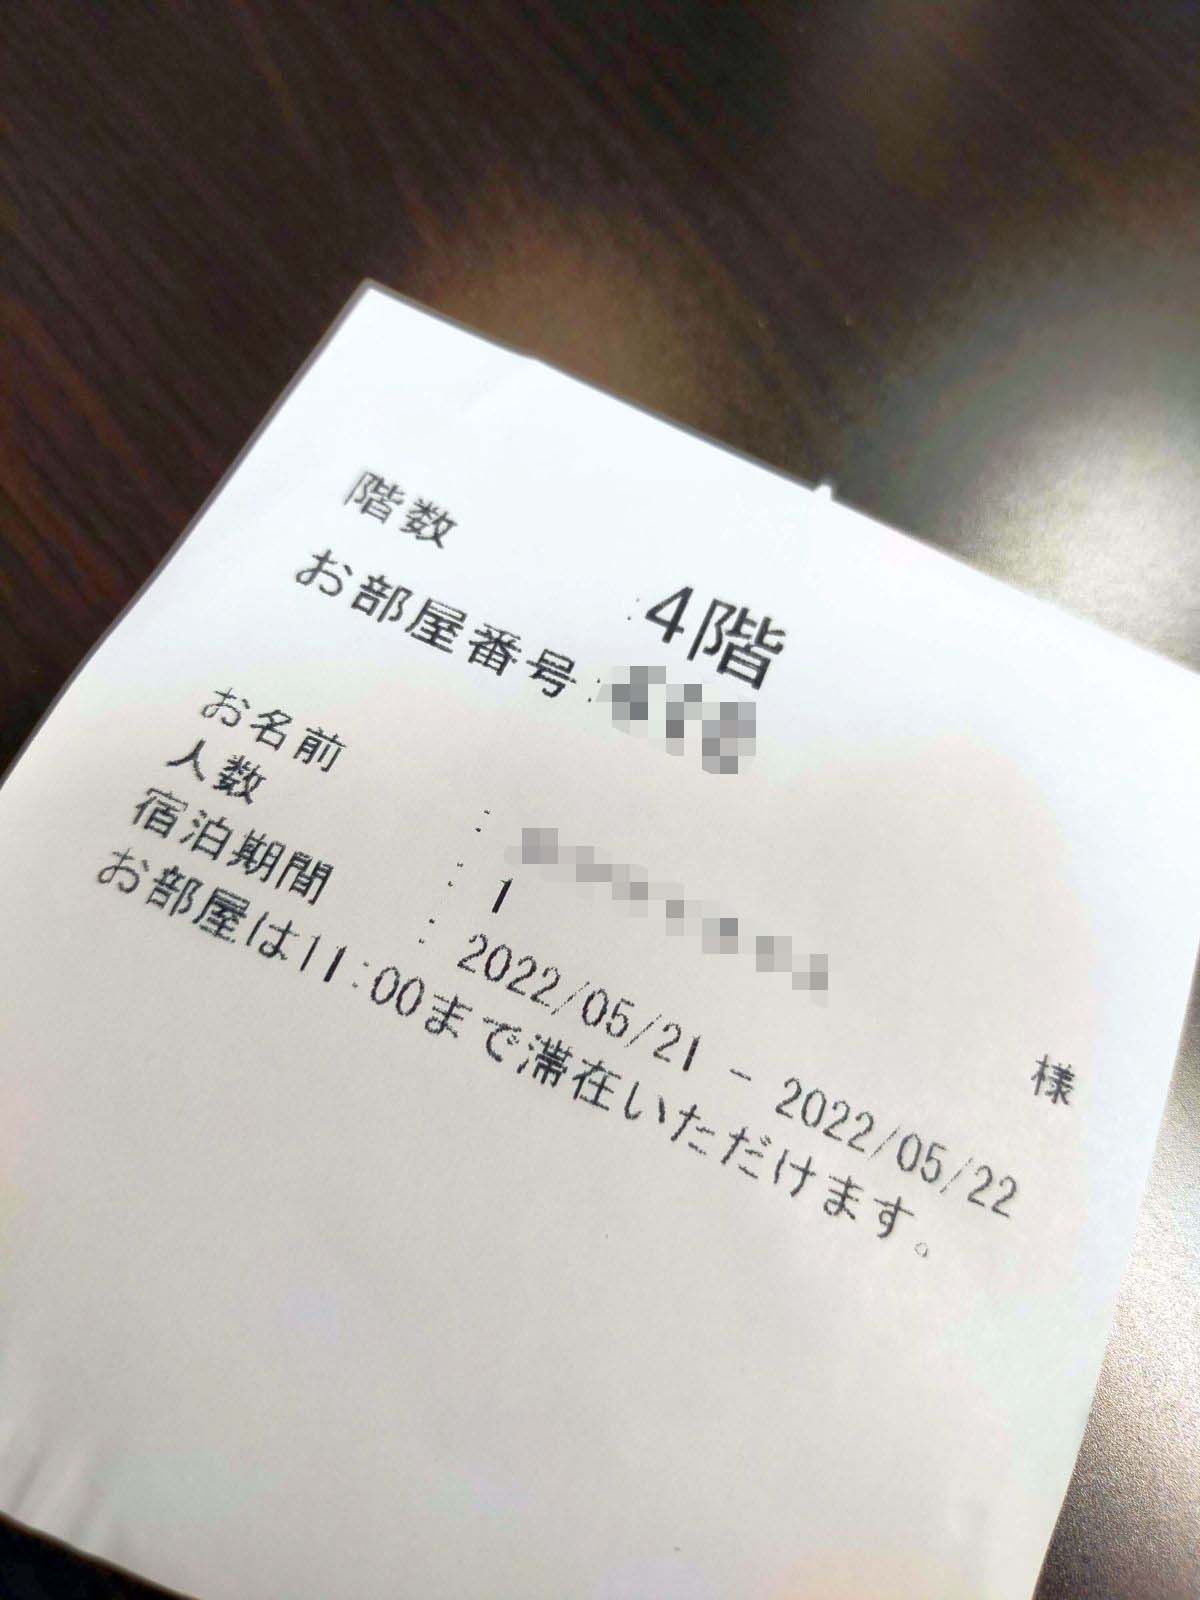 階数 : 4階
お部屋番号 :
お名前 : 様
人数 : 1
宿泊期間 : 2022/05/21 - 2022/05/22
お部屋は11:00まで滞在いただけます。